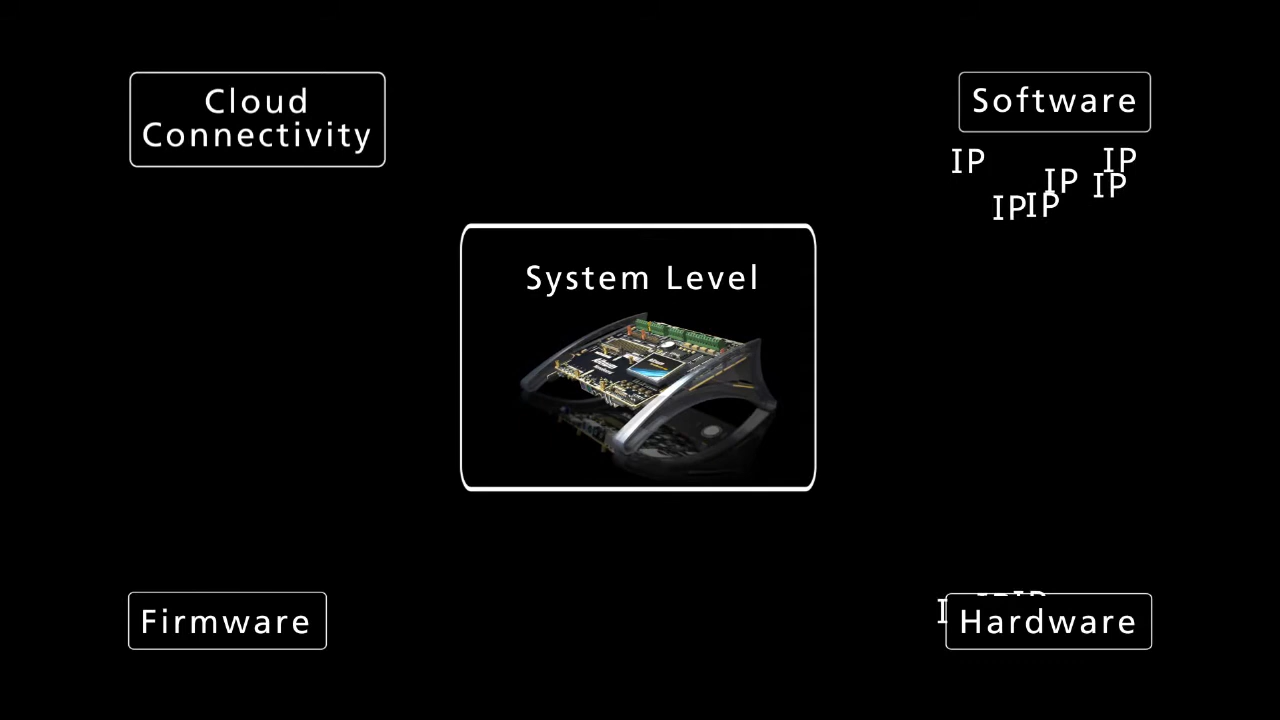 Cloud
Connectivity
Software
IP
IP
IP
IP
IP
IP
System Level
Firmware
Hardware